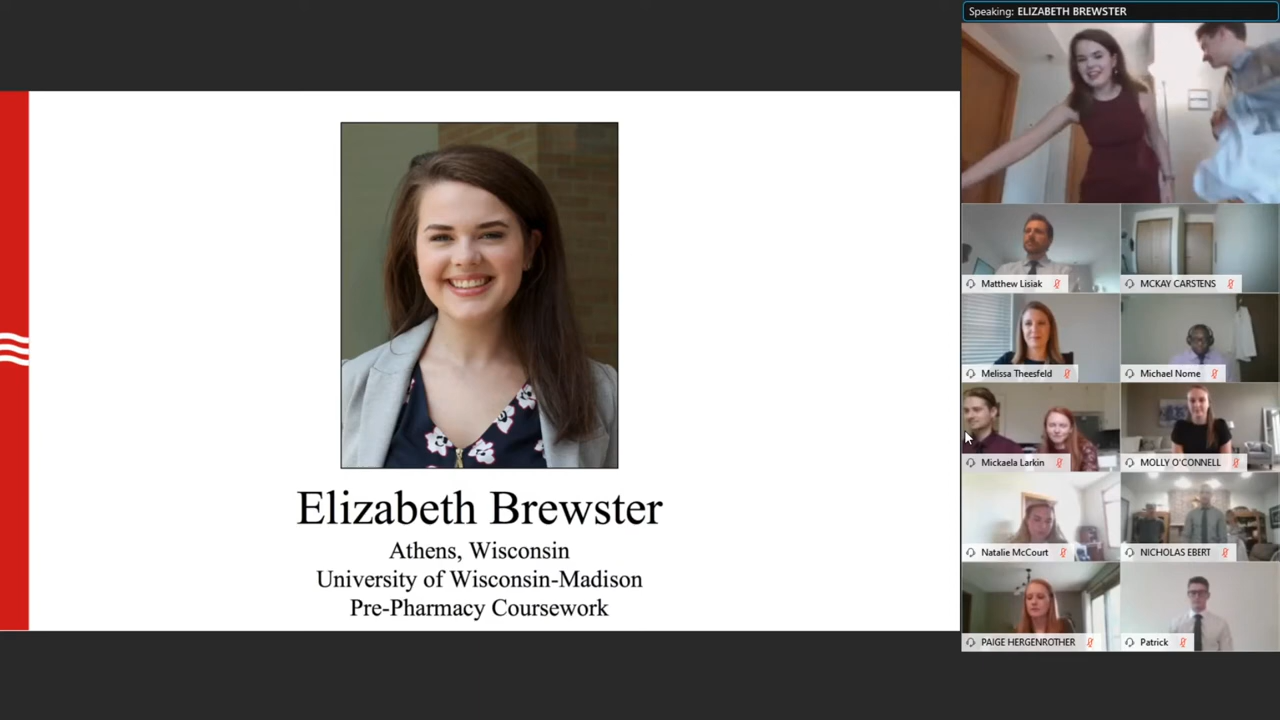 Speaking: ELIZABETH BREWSTER
Elizabeth Brewster
Athens, Wisconsin
University of Wisconsin-Madison
Pre-Pharmacy Coursework
Matthew Lisiak
MCKAY CARSTENS
Melissa Theesfeld
Michael Nome
Mickaela Larkin
MOLLY O'CONNELL
Natalie McCourt
NICHOLAS EBERT
PAIGE HERGENROTHER
Patrick